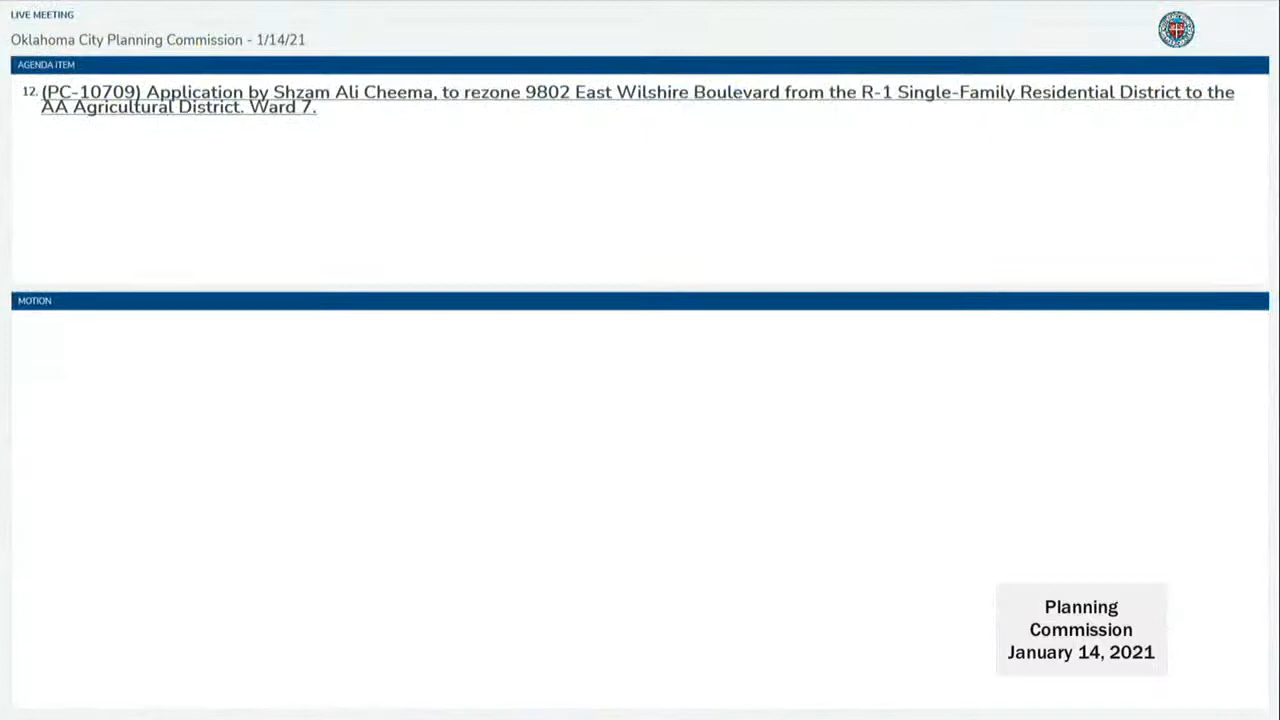 LIVE MEETING
Oklahoma City Planning Commission - 1/14/21
AGENDA ITEM
12. (PC-10709) Application by Shzam Ali Cheema, to rezone 9802 East Wilshire Boulevard from the R-1 Single-Family Residential District to the
AA Agricultural District. Ward 7.
MOTION
Planning
Commission
January 14, 2021